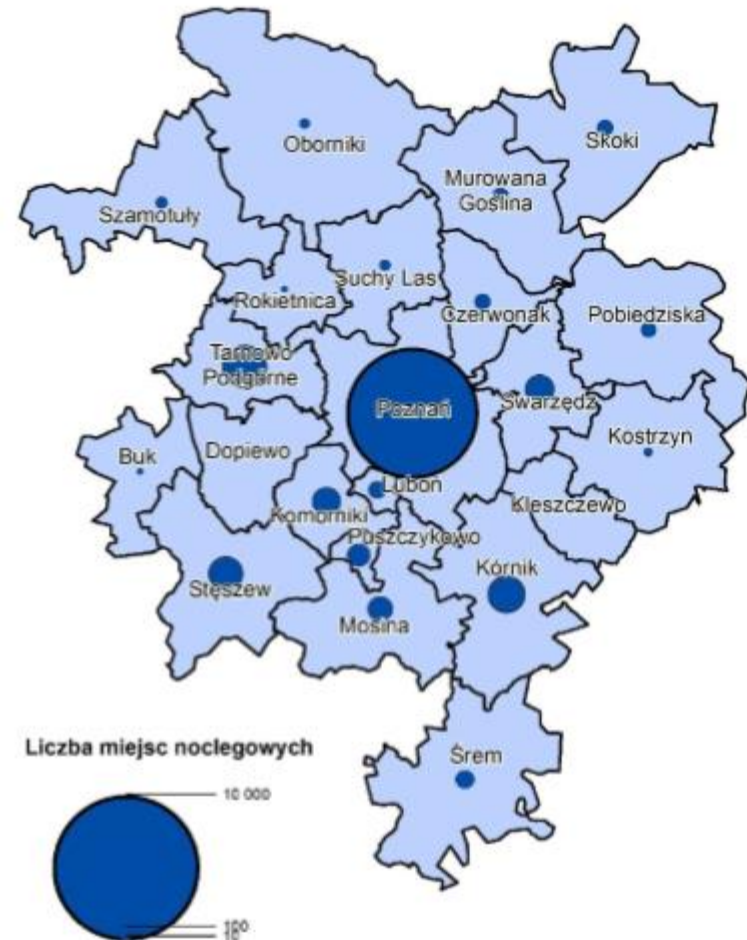 Oborniki
Skoki
Murowana
Goślina
Szamotuły
Suchy Las
Rokietnica
Czerwonak
Pobiedziska
Tarnowo
Podgórne
Poznań
Swarzędz
Kostrzyn
Buk
Dopiewo
Luboń
Komorniki
Kleszczewo
Puszczykowo
Kórnik
Stęszew
Mosina
Śrem
Liczba miejsc noclegowych
10 000
100
10